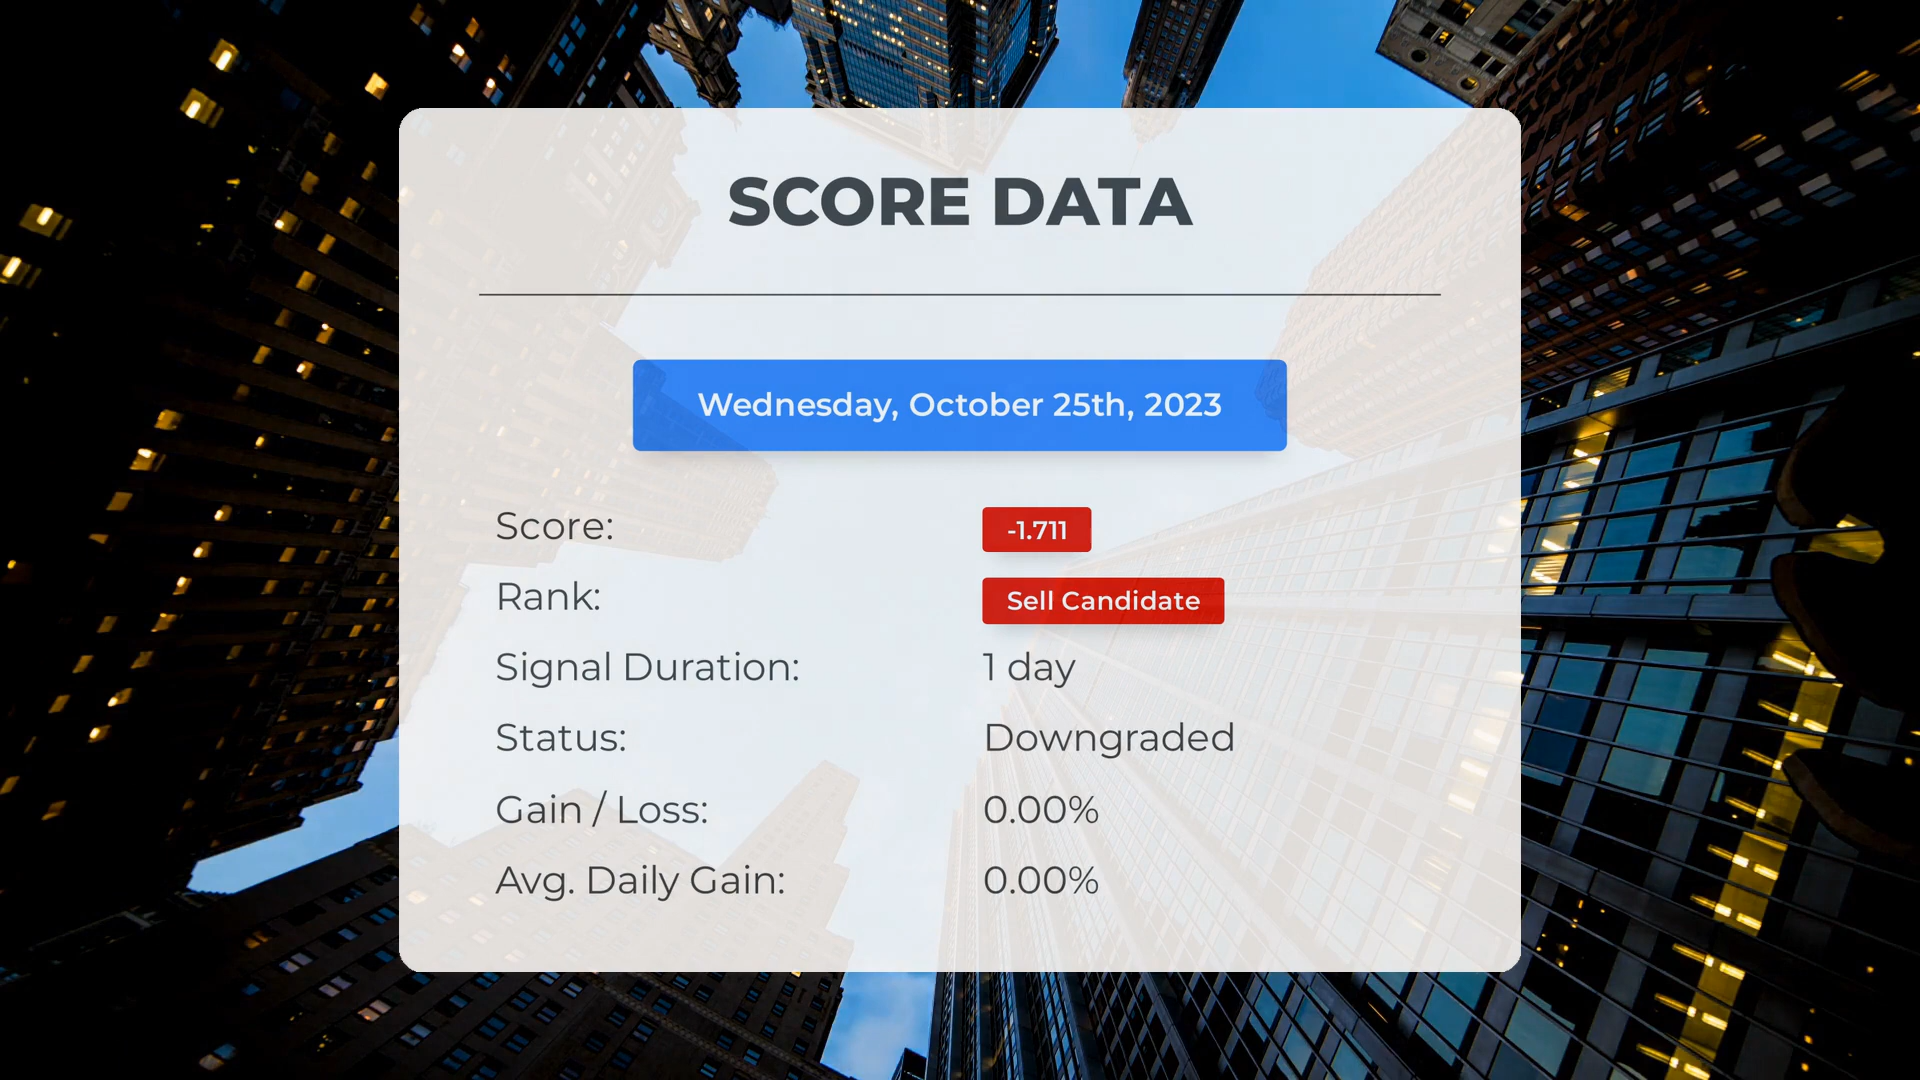 SCORE DATA
Wednesday, October 25th, 2023
Score: -1.711
Rank: Sell Candidate
Signal Duration: 1 day
Status: Downgraded
Gain / Loss: 0.00%
Avg. Daily Gain: 0.00%